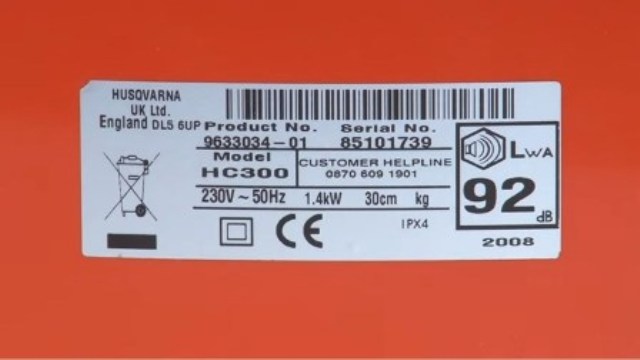 HUSQVARNA
UK Ltd.
England DL5 6UP
Product No. Serial No.
9633034-01 85101739
Model
HC300
CUSTOMER HELPLINE
0870 609 1901
230V ~ 50Hz 1.4kW 30cm kg
CE IPX4
LWA
92
dB
2008